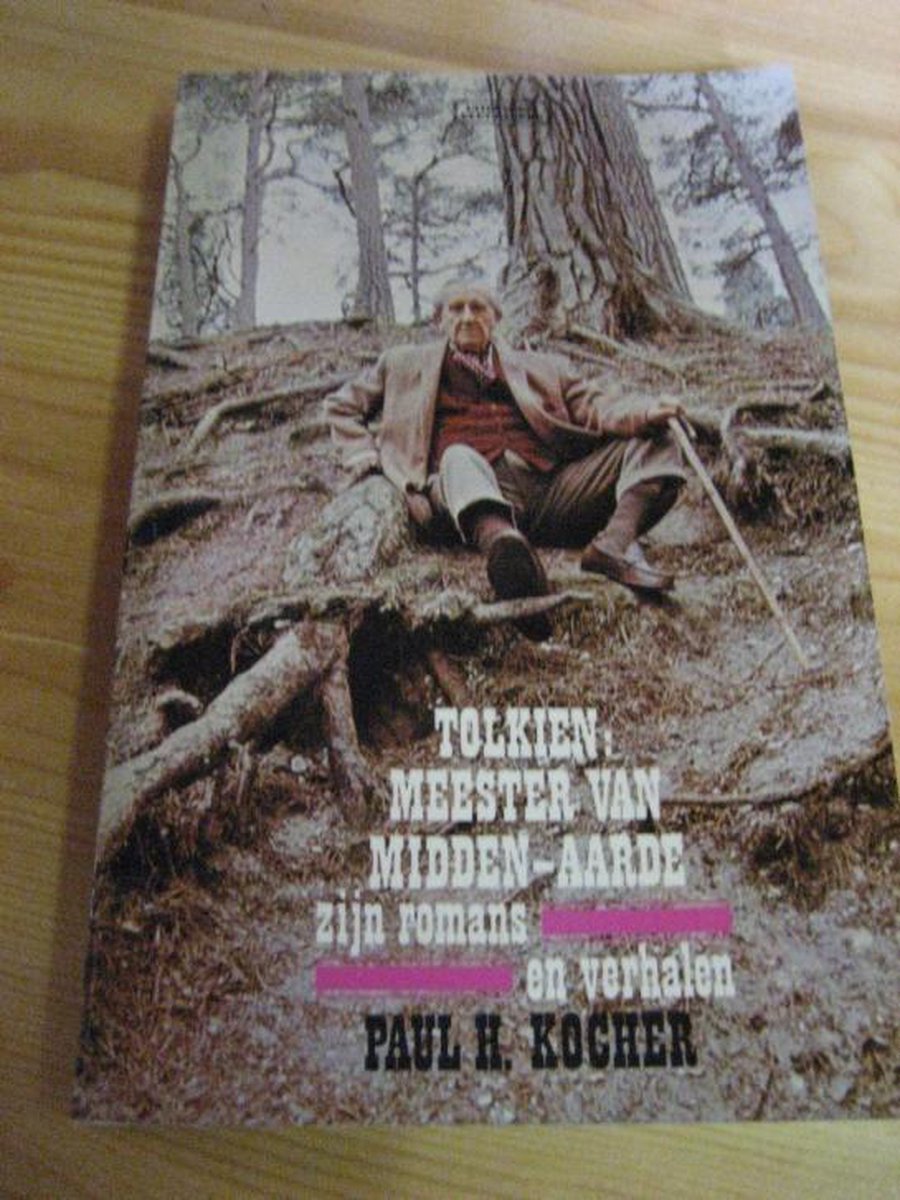 TOLKIEN:
MEESTER VAN
MIDDEN-AARDE
zijn romans
en verhalen
PAUL H. KOCHER